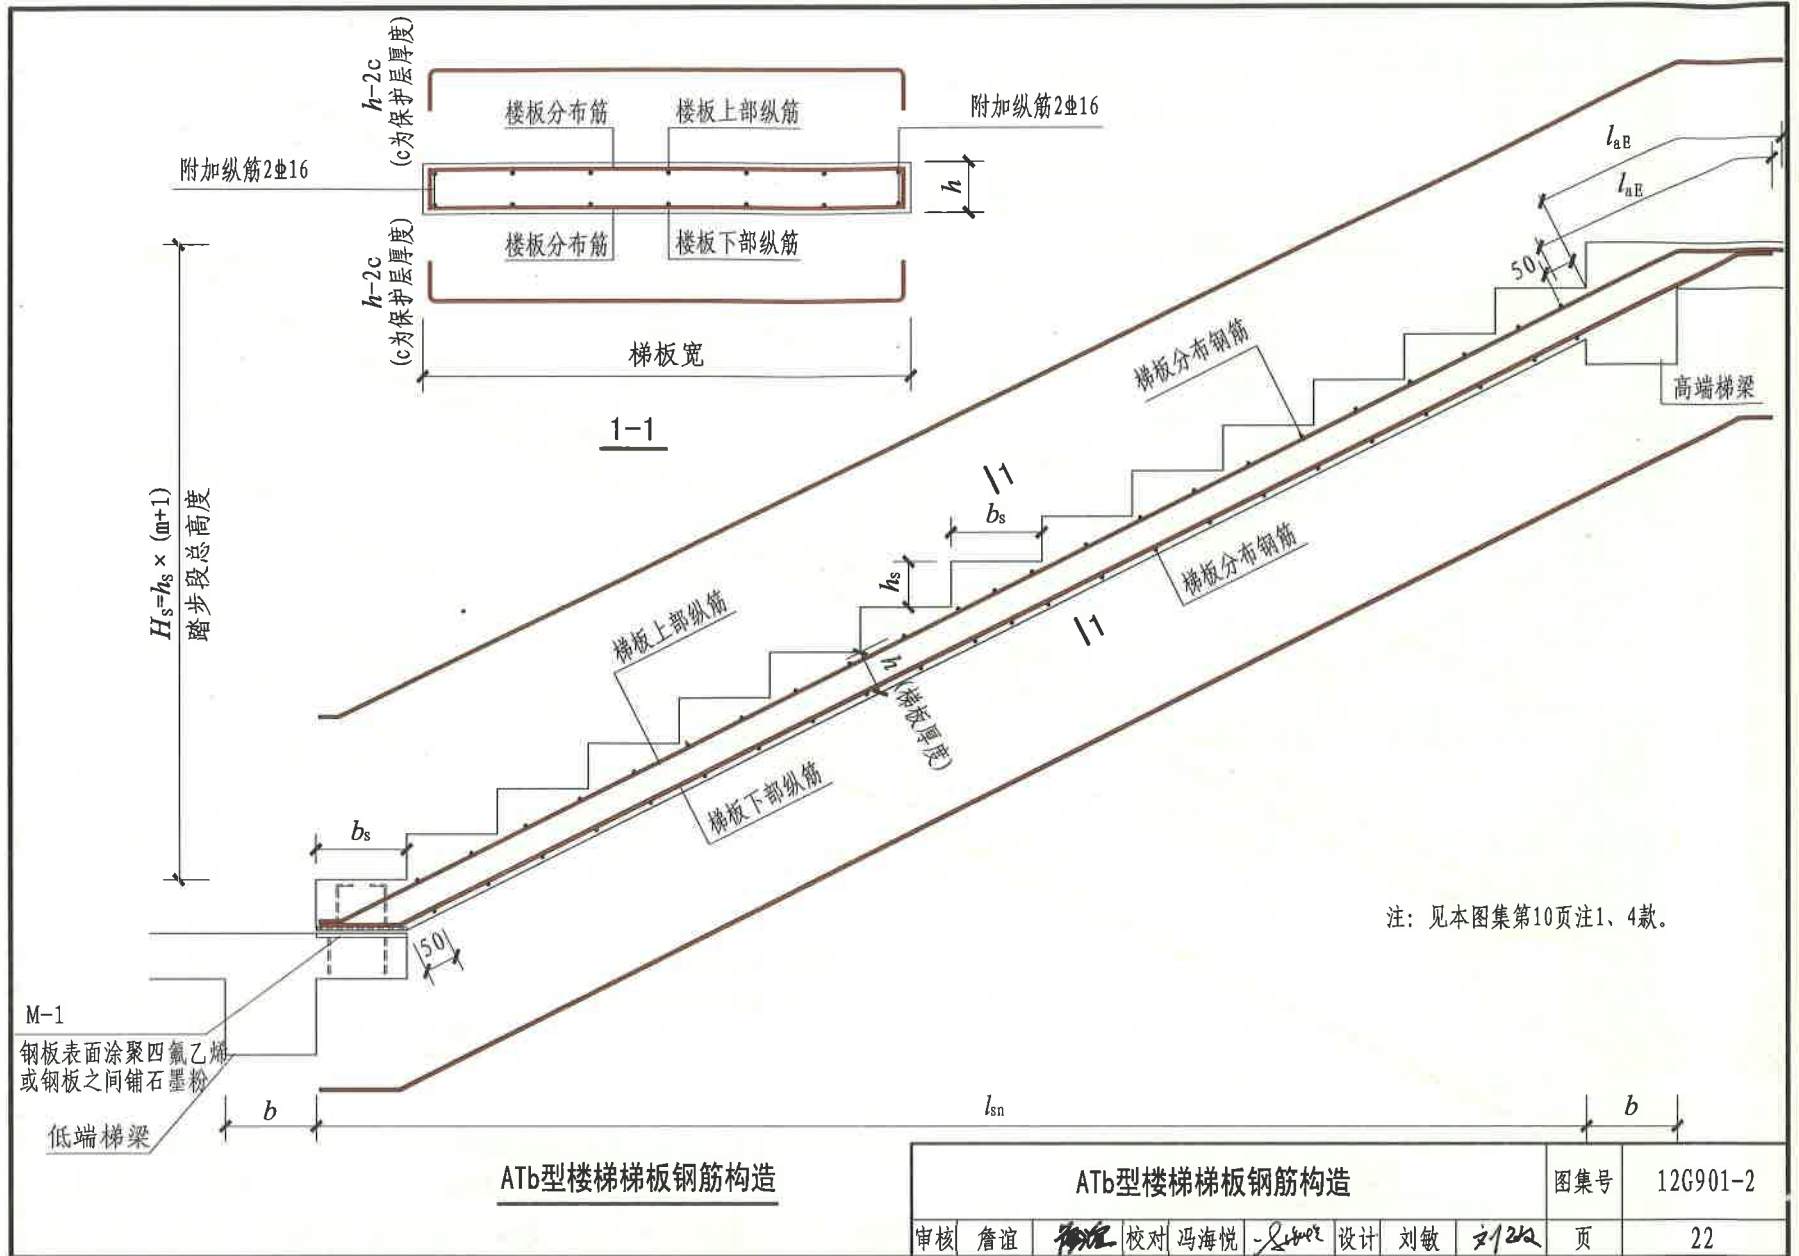 h-2c
(c为保护层厚度)
楼板分布筋
楼板上部纵筋
附加纵筋2⌀16
附加纵筋2⌀16
h
楼板分布筋
楼板下部纵筋
h-2c
(c为保护层厚度)
梯板宽
1-1
laE
laE
50
高端梯梁
梯板分布钢筋
1
bs
hs
梯板分布钢筋
1
Hs=hs×(m+1)
踏步段总高度
梯板上部纵筋
h
(梯板厚度)
梯板下部纵筋
bs
50
注: 见本图集第10页注1、4款。
M-1
钢板表面涂聚四氟乙烯
或钢板之间铺石墨粉
低端梯梁
b
lsn
b
ATb型楼梯梯板钢筋构造
ATb型楼梯梯板钢筋构造
图集号
12G901-2
审核 詹谊 校对 冯海悦 设计 刘敏 刘敏 页 22